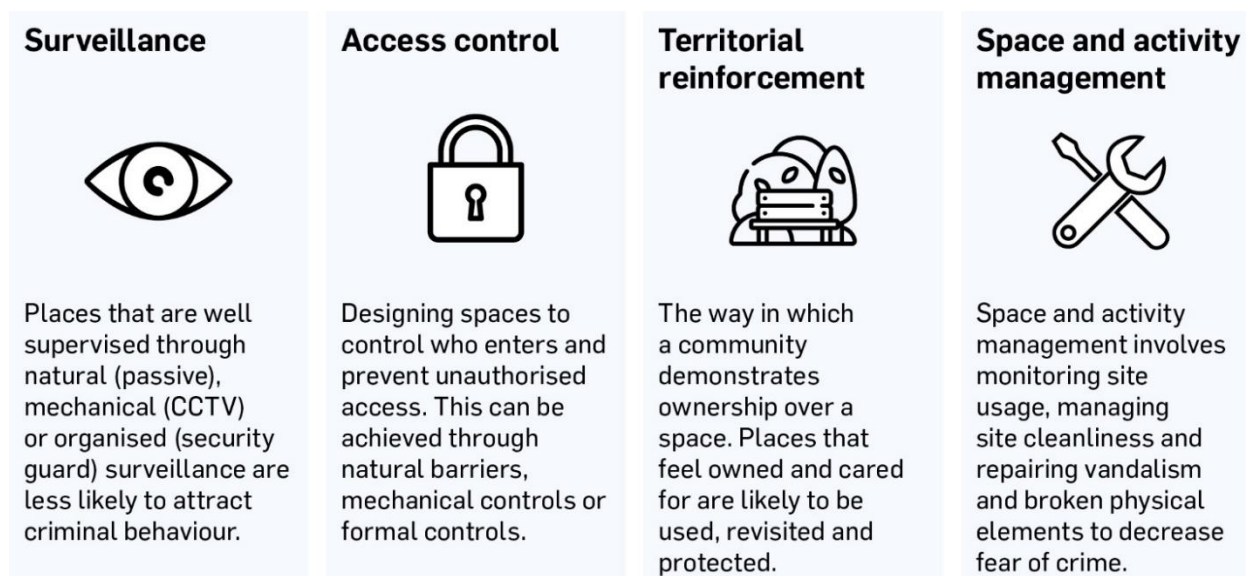 Surveillance
Places that are well
supervised through
natural (passive),
mechanical (CCTV)
or organised (security
guard) surveillance are
less likely to attract
criminal behaviour.
Access control
Designing spaces to
control who enters and
prevent unauthorised
access. This can be
achieved through
natural barriers,
mechanical controls or
formal controls.
Territorial
reinforcement
The way in which
a community
demonstrates
ownership over a
space. Places that
feel owned and cared
for are likely to be
used, revisited and
protected.
Space and activity
management
Space and activity
management involves
monitoring site
usage, managing
site cleanliness and
repairing vandalism
and broken physical
elements to decrease
fear of crime.